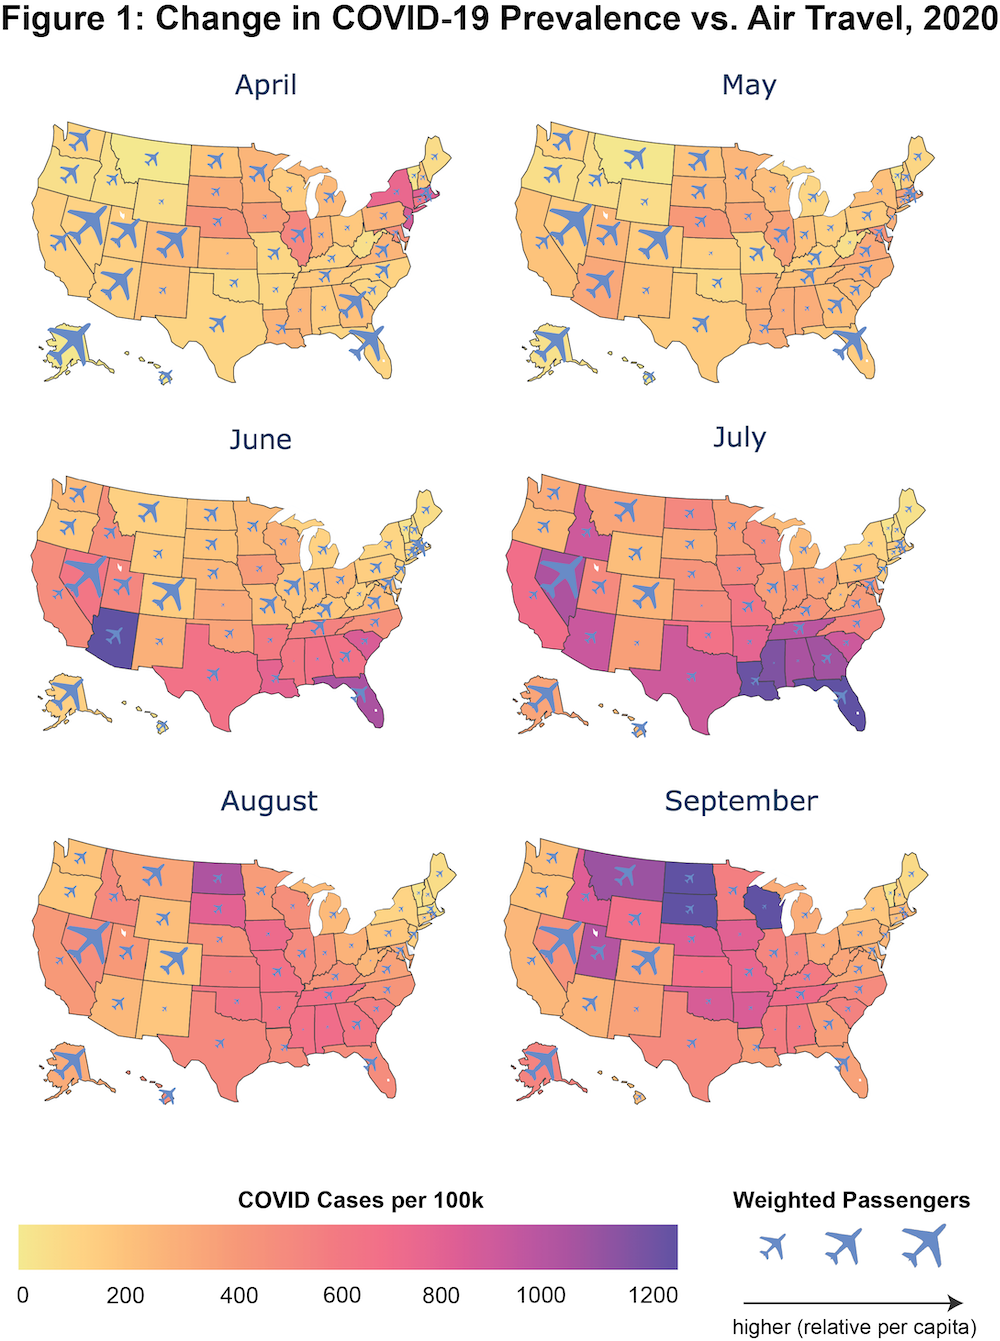 Figure 1: Change in COVID-19 Prevalence vs. Air Travel, 2020
April
May
June
July
August
September
COVID Cases per 100k
0 200 400 600 800 1000 1200
Weighted Passengers
higher (relative per capita)